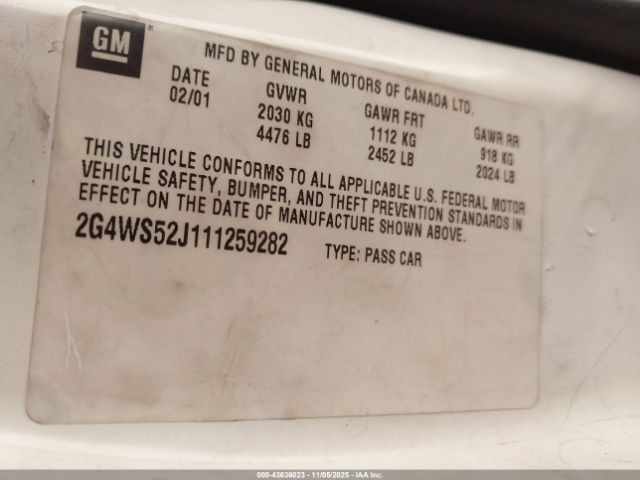 GM
MFD BY GENERAL MOTORS OF CANADA LTD.
DATE GVWR GAWR FRT GAWR RR
02/01 2030 KG 1112 KG 918 KG
4476 LB 2452 LB 2024 LB
THIS VEHICLE CONFORMS TO ALL APPLICABLE U.S. FEDERAL MOTOR
VEHICLE SAFETY, BUMPER, AND THEFT PREVENTION STANDARDS IN
EFFECT ON THE DATE OF MANUFACTURE SHOWN ABOVE.
2G4WS52J111259282 TYPE: PASS CAR
000-43636023 - 11/05/2025 - IAA Inc.